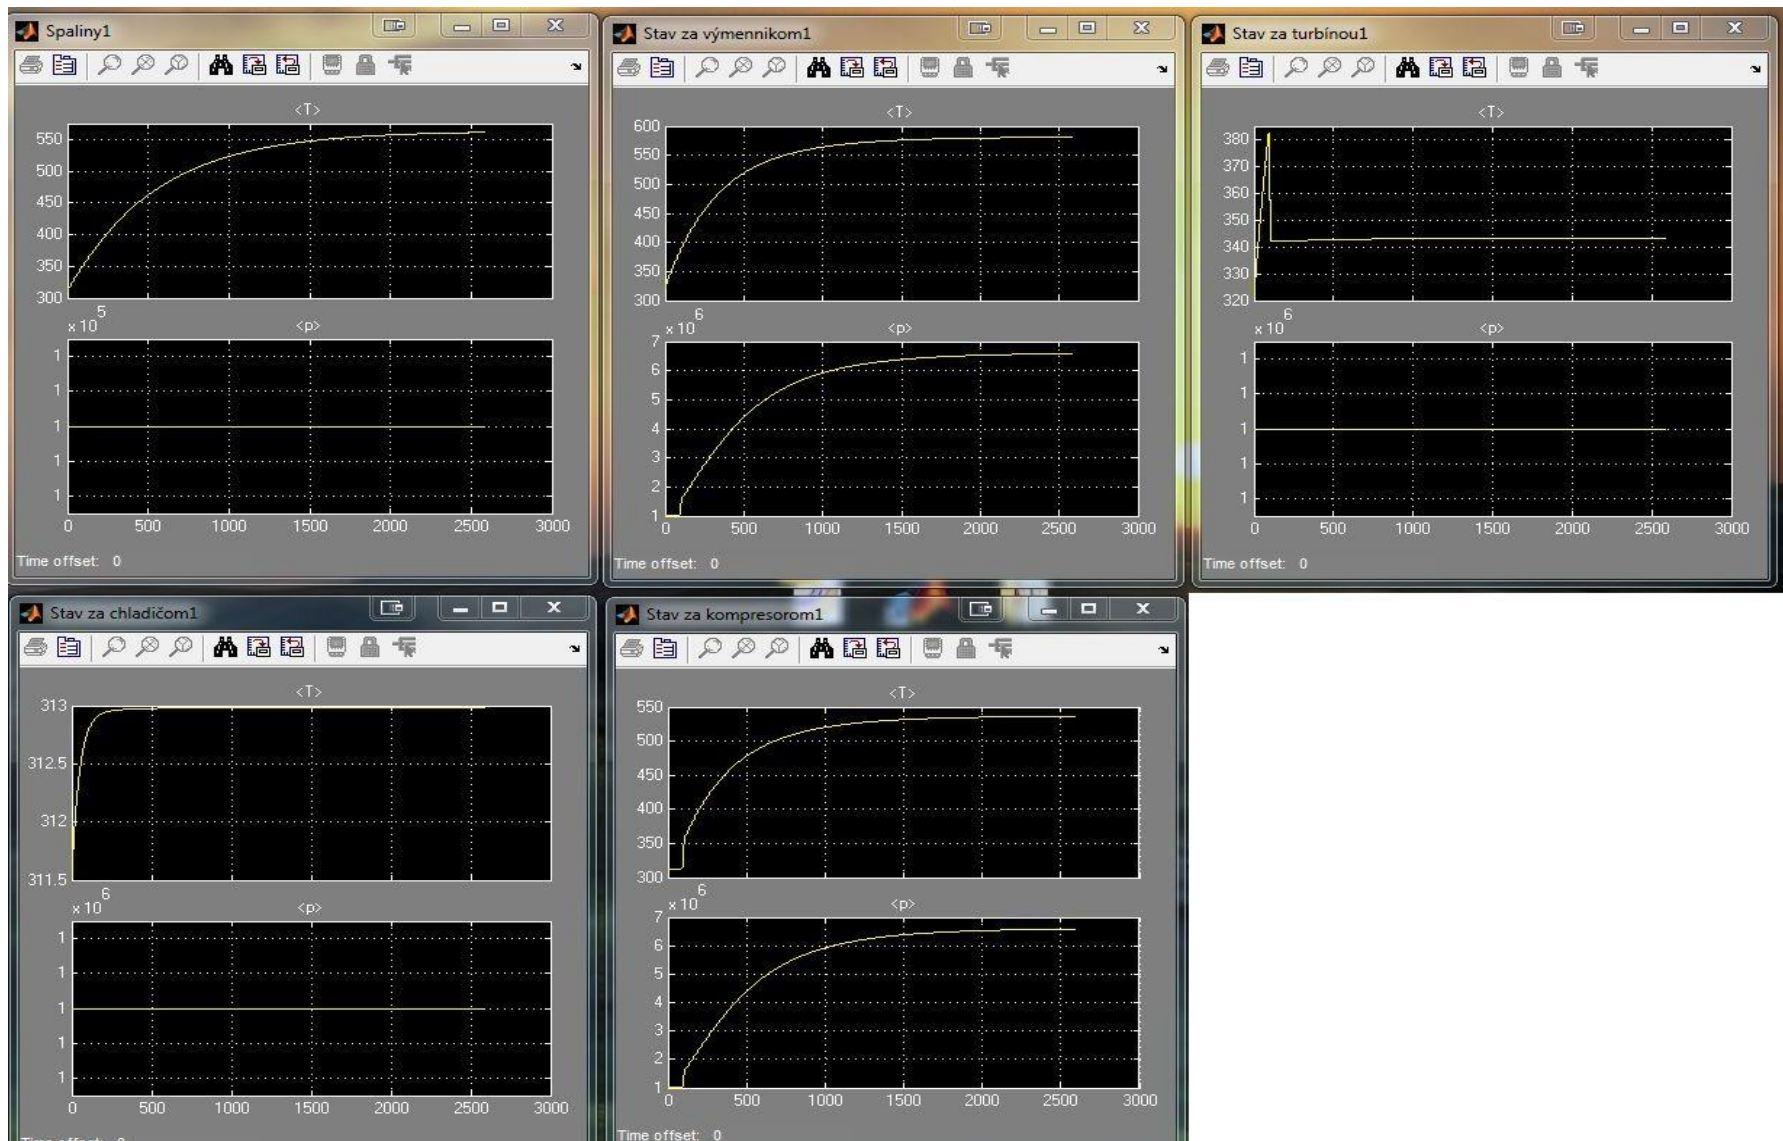 Spaliny1
<T>
550
500
450
400
350
300
x 10 5
<p>
1
1
1
1
1
0 500 1000 1500 2000 2500 3000
Time offset: 0
Stav za výmennikom1
<T>
600
550
500
450
400
350
300
x 10 6
<p>
7
6
5
4
3
2
1
0 500 1000 1500 2000 2500 3000
Time offset: 0
Stav za turbínou1
<T>
380
370
360
350
340
330
320
x 10 6
<p>
1
1
1
1
1
0 500 1000 1500 2000 2500 3000
Time offset: 0
Stav za chladičom1
<T>
313
312.5
312
311.5
x 10 6
<p>
1
1
1
1
1
0 500 1000 1500 2000 2500 3000
Time offset: 0
Stav za kompresorom1
<T>
550
500
450
400
350
300
x 10 6
<p>
7
6
5
4
3
2
1
0 500 1000 1500 2000 2500 3000
Time offset: 0